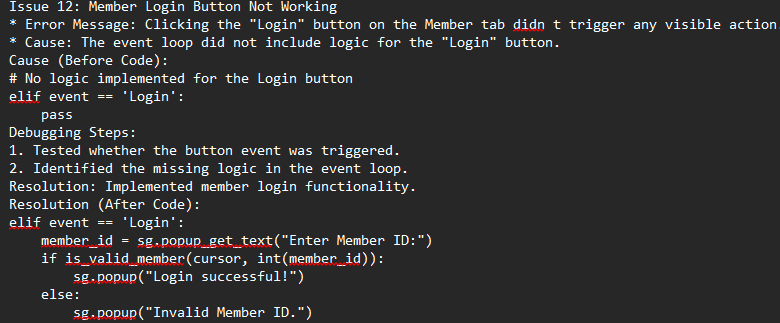 Issue 12: Member Login Button Not Working
* Error Message: Clicking the "Login" button on the Member tab didn t trigger any visible action
* Cause: The event loop did not include logic for the "Login" button.
Cause (Before Code):
# No logic implemented for the Login button
elif event == 'Login':
    pass
Debugging Steps:
1. Tested whether the button event was triggered.
2. Identified the missing logic in the event loop.
Resolution: Implemented member login functionality.
Resolution (After Code):
elif event == 'Login':
    member_id = sg.popup_get_text("Enter Member ID:")
    if is_valid_member(cursor, int(member_id)):
        sg.popup("Login successful!")
    else:
        sg.popup("Invalid Member ID.")